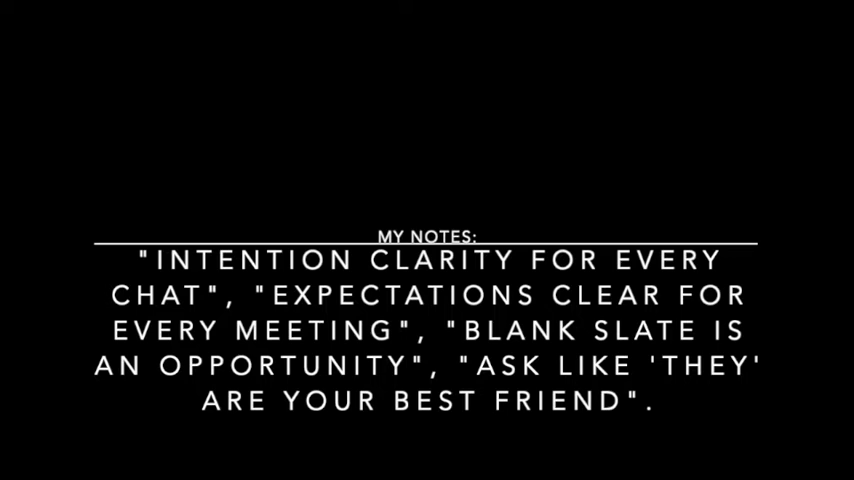 MY NOTES:
"INTENTION CLARITY FOR EVERY
CHAT", "EXPECTATIONS CLEAR FOR
EVERY MEETING", "BLANK SLATE IS
AN OPPORTUNITY", "ASK LIKE 'THEY'
ARE YOUR BEST FRIEND".